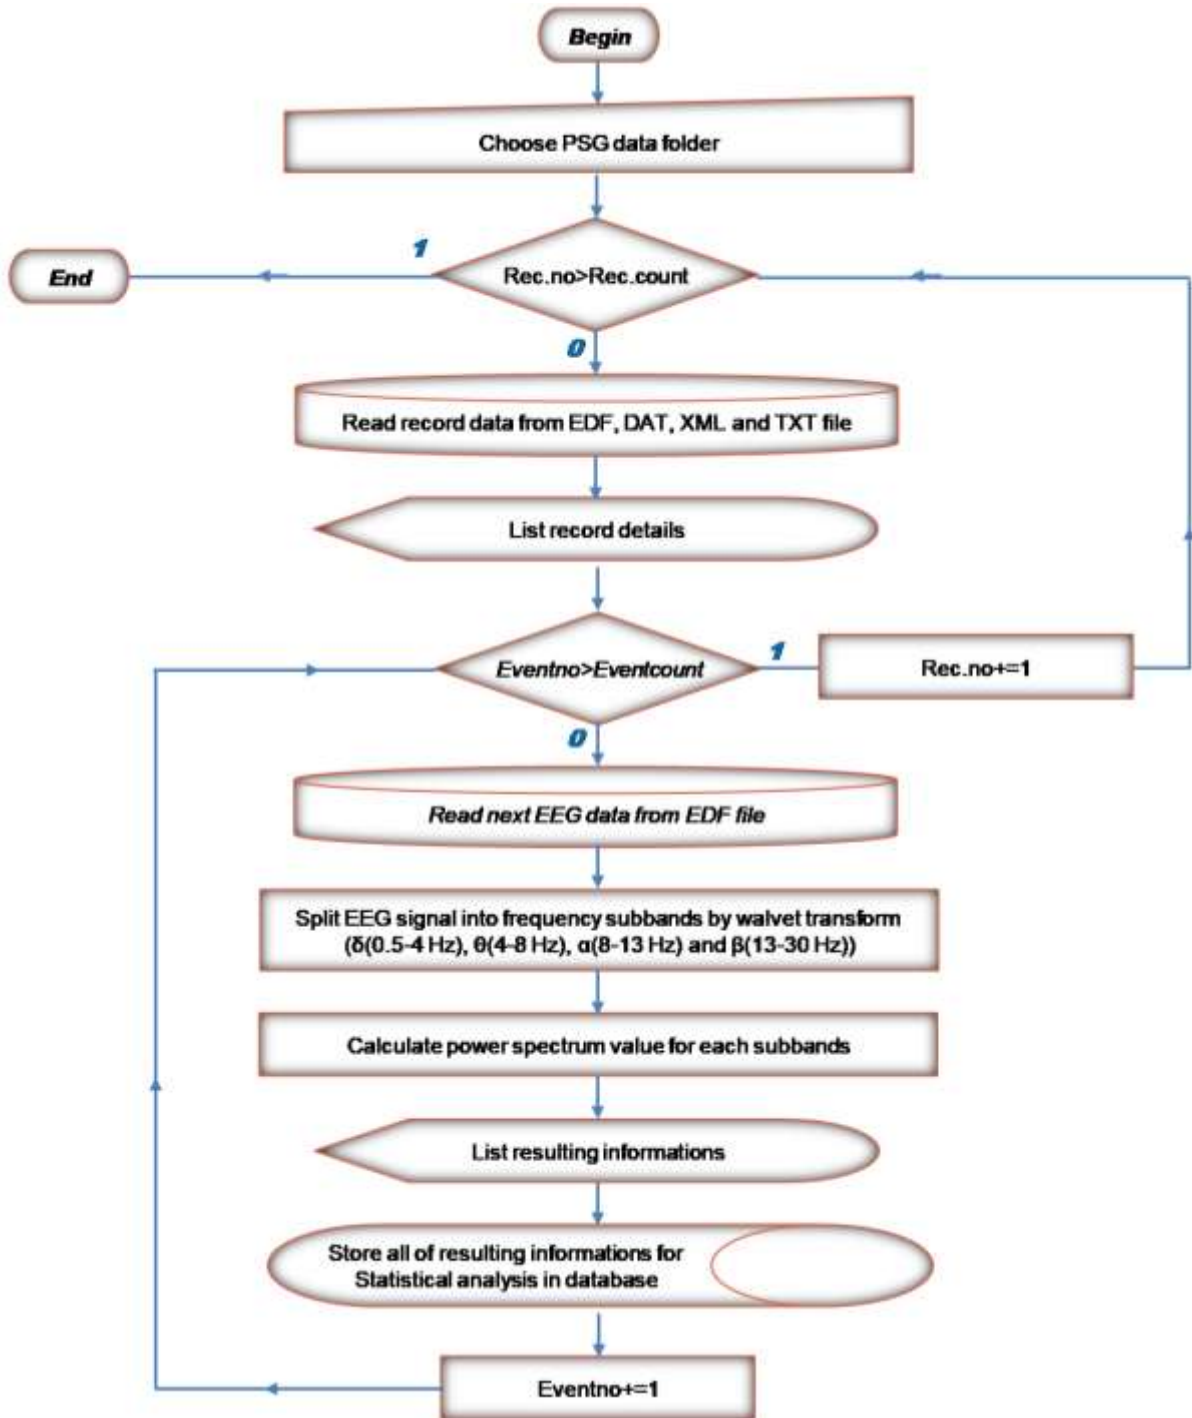 Begin
Choose PSG data folder
1
End
Rec.no>Rec.count
0
Read record data from EDF, DAT, XML and TXT file
List record details
Eventno>Eventcount
1
Rec.no+=1
0
Read next EEG data from EDF file
Split EEG signal into frequency subbands by walvet transform
(δ(0.5-4 Hz), θ(4-8 Hz), α(8-13 Hz) and β(13-30 Hz))
Calculate power spectrum value for each subbands
List resulting informations
Store all of resulting informations for
Statistical analysis in database
Eventno+=1